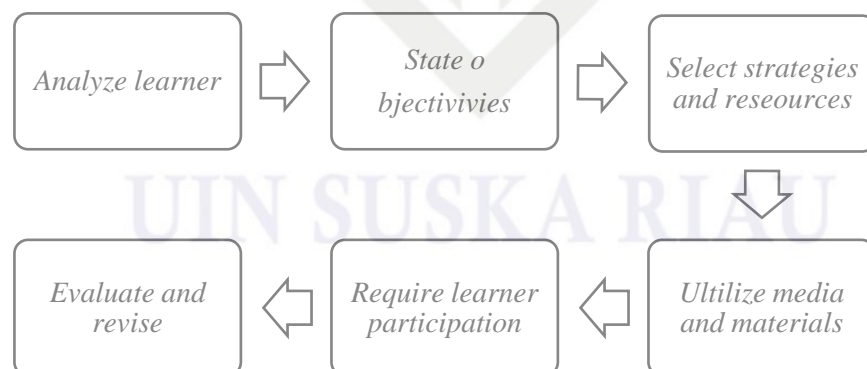 Analyze learner
State o
bjectivivies
Select strategies
and reseources
UIN SUSKA RIAU
Evaluate and
revise
Require learner
participation
Ultilize media
and materials